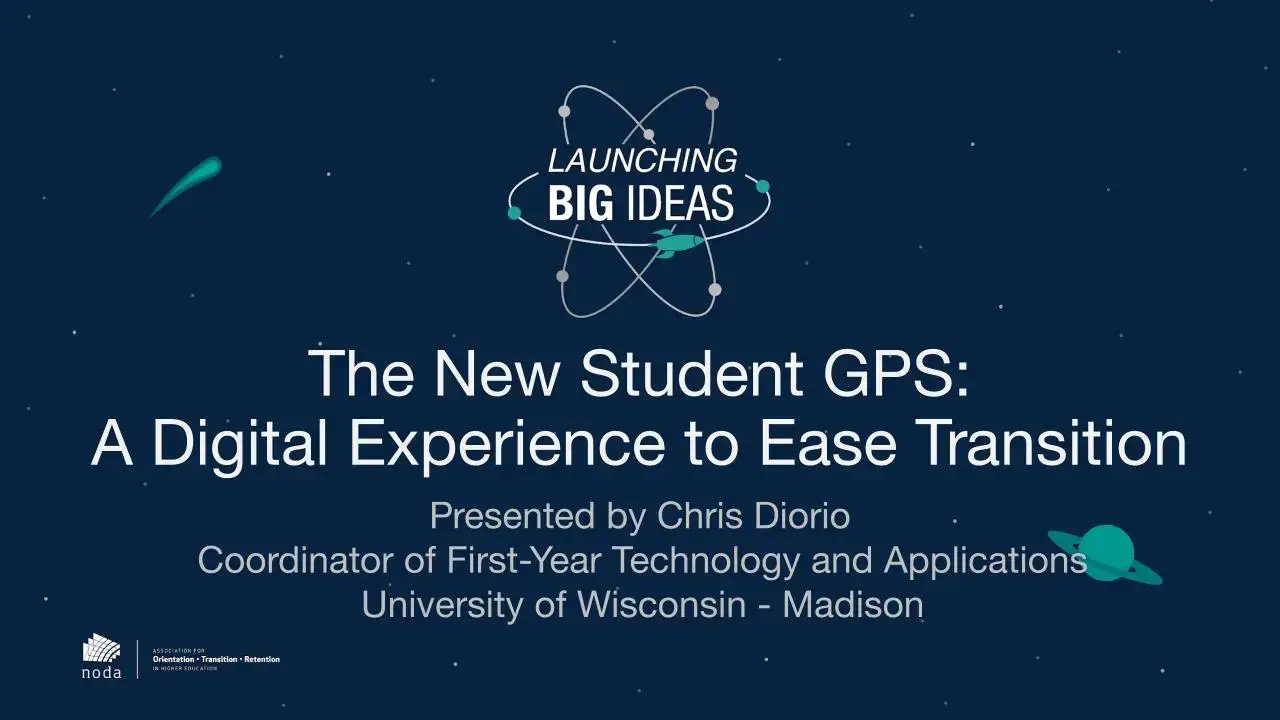 LAUNCHING
BIG IDEAS
The New Student GPS:
A Digital Experience to Ease Transition
Presented by Chris Diorio
Coordinator of First-Year Technology and Applications
University of Wisconsin - Madison
noda
ASSOCIATION FOR
Orientation • Transition • Retention
IN HIGHER EDUCATION